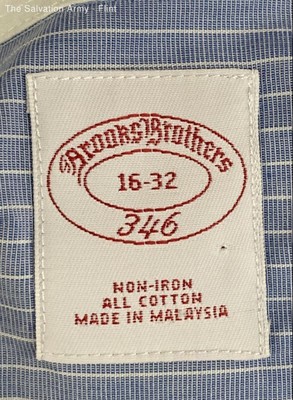 The Salvation Army - Flint
Brooks Brothers
16-32
346
NON-IRON
ALL COTTON
MADE IN MALAYSIA